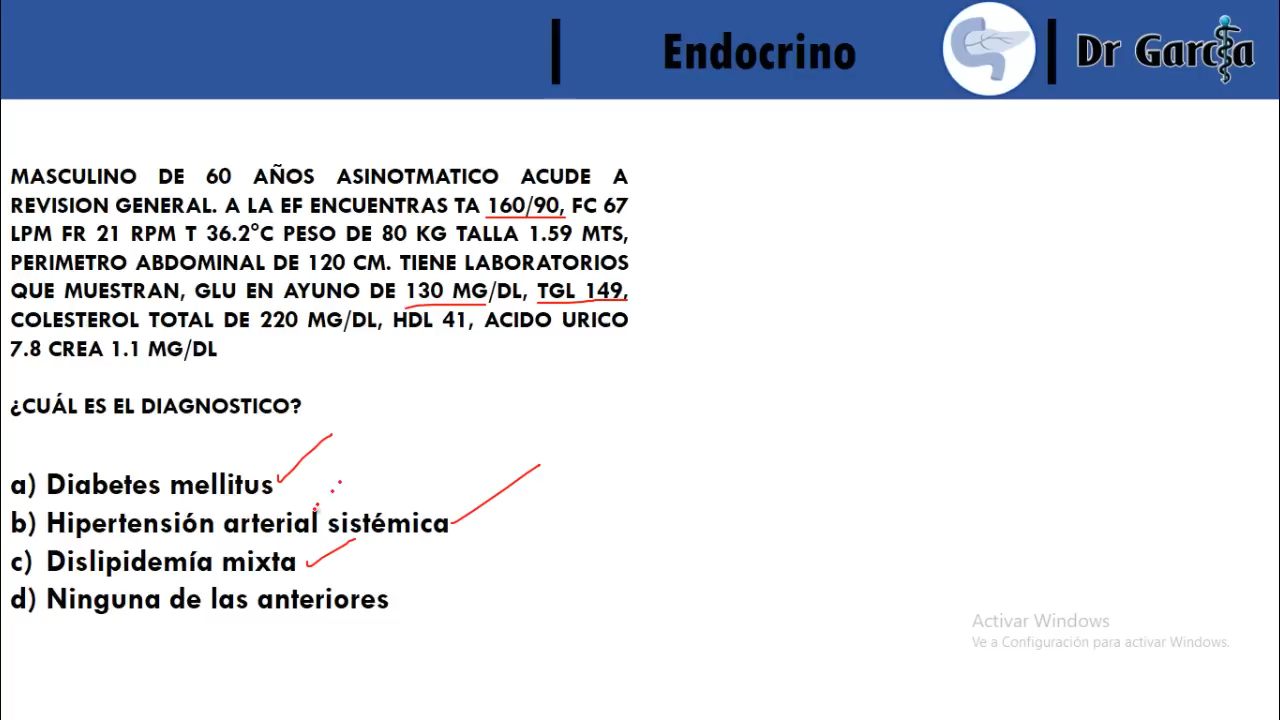 Endocrino
Dr García
MASCULINO DE 60 AÑOS ASINOTMATICO ACUDE A
REVISION GENERAL. A LA EF ENCUENTRAS TA 160/90, FC 67
LPM FR 21 RPM T 36.2°C PESO DE 80 KG TALLA 1.59 MTS,
PERIMETRO ABDOMINAL DE 120 CM. TIENE LABORATORIOS
QUE MUESTRAN, GLU EN AYUNO DE 130 MG/DL, TGL 149,
COLESTEROL TOTAL DE 220 MG/DL, HDL 41, ACIDO URICO
7.8 CREA 1.1 MG/DL
¿CUÁL ES EL DIAGNOSTICO?
a) Diabetes mellitus
b) Hipertensión arterial sistémica
c) Dislipidemía mixta
d) Ninguna de las anteriores
Activar Windows
Ve a Configuración para activar Windows.